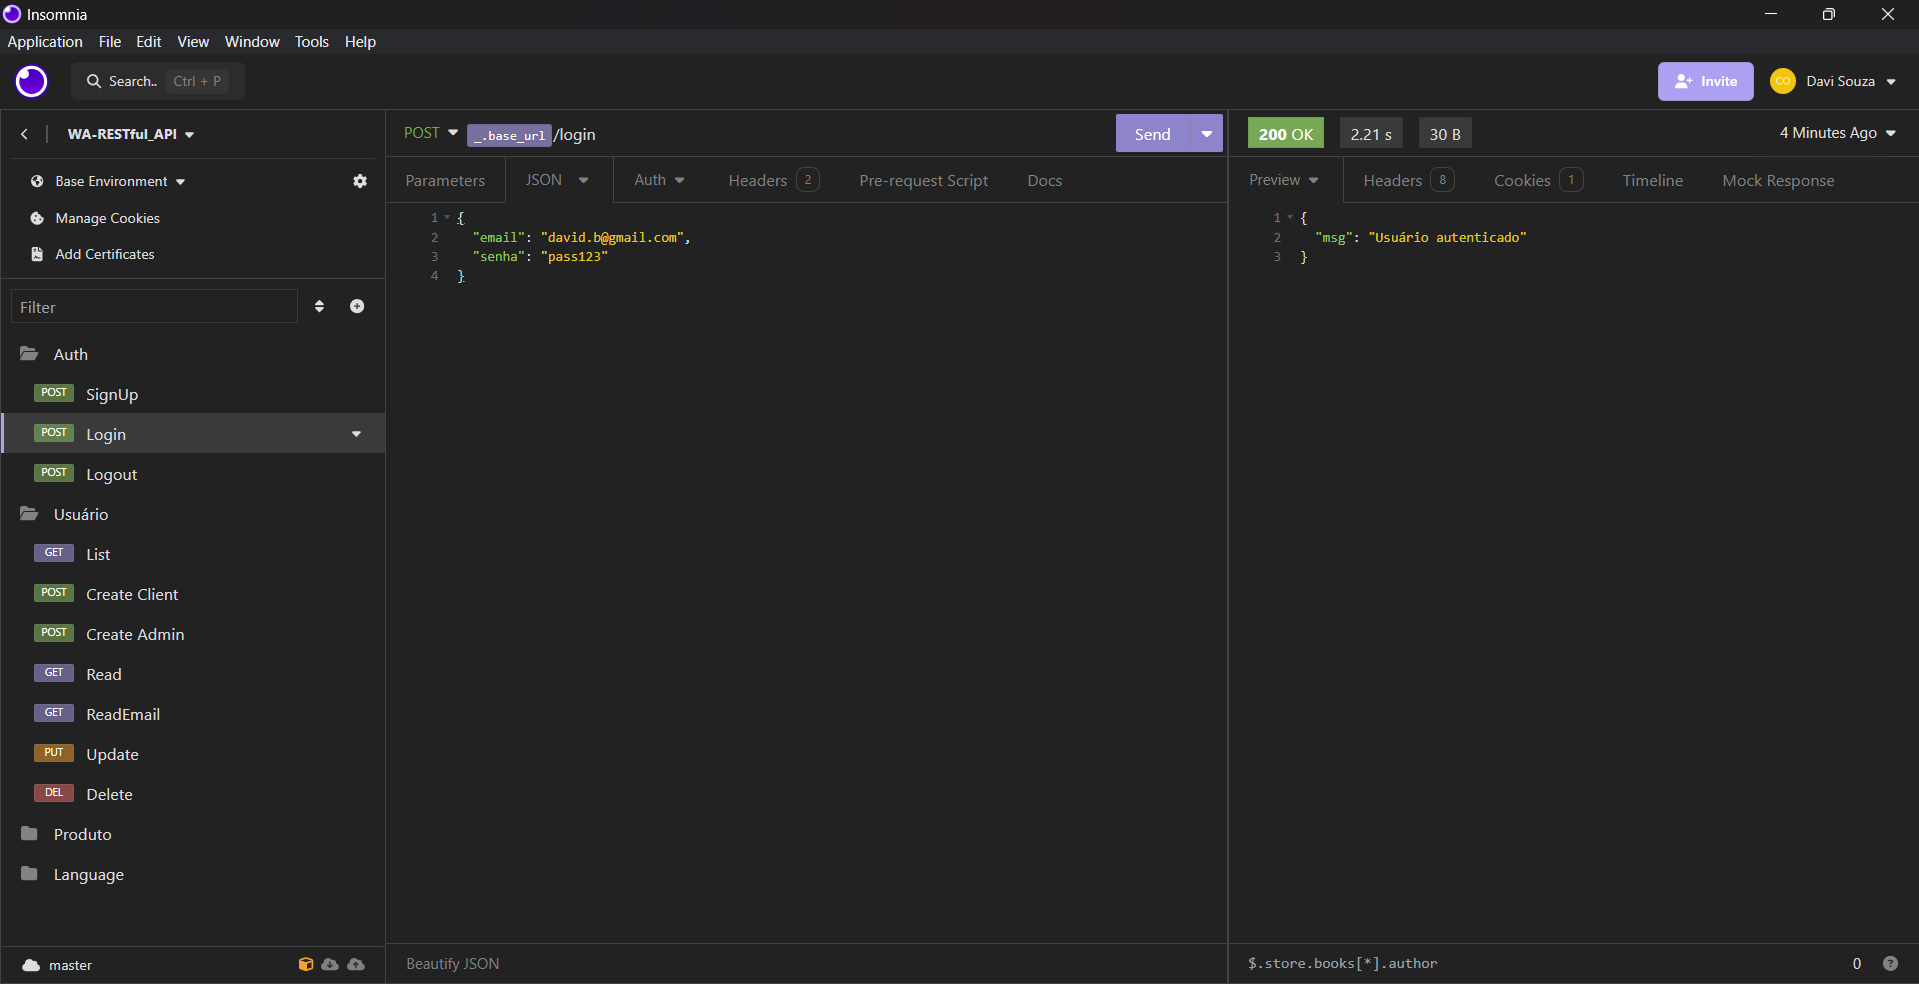 Insomnia
Application File Edit View Window Tools Help
Search.. Ctrl + P
Invite
CO Davi Souza
WA-RESTful_API
Base Environment
Manage Cookies
Add Certificates
Filter
Auth
POST SignUp
POST Login
POST Logout
Usuário
GET List
POST Create Client
POST Create Admin
GET Read
GET ReadEmail
PUT Update
DEL Delete
Produto
Language
master
POST _.base_url /login
Send
Parameters JSON Auth Headers 2 Pre-request Script Docs
1 {
2 "email": "david.b@gmail.com",
3 "senha": "pass123"
4 }
Beautify JSON
200 OK 2.21 s 30 B 4 Minutes Ago
Preview Headers 8 Cookies 1 Timeline Mock Response
1 {
2 "msg": "Usuário autenticado"
3 }
$.store.books[*].author 0 ?